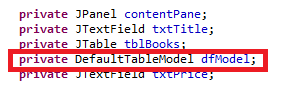 private JPanel contentPane;
private JTextField txtTitle;
private JTable tblBooks;
private DefaultTableModel dfModel;
private JTextField txtPrice;